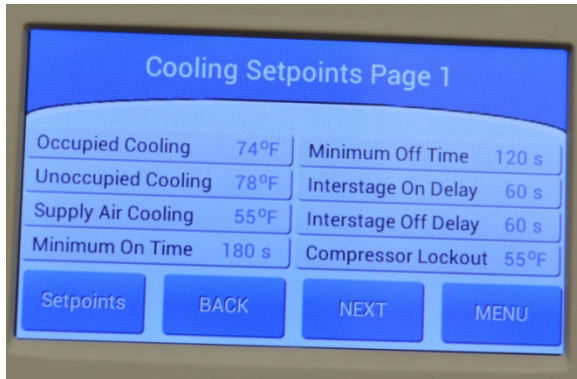 Cooling Setpoints Page 1
Occupied Cooling 74°F
Unoccupied Cooling 78°F
Supply Air Cooling 55°F
Minimum On Time 180 s
Minimum Off Time 120 s
Interstage On Delay 60 s
Interstage Off Delay 60 s
Compressor Lockout 55°F
Setpoints BACK NEXT MENU